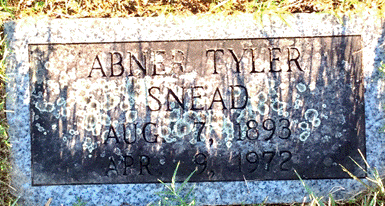 ABNER TYLER
SNEAD
AUG 7, 1893
APR 9, 1972